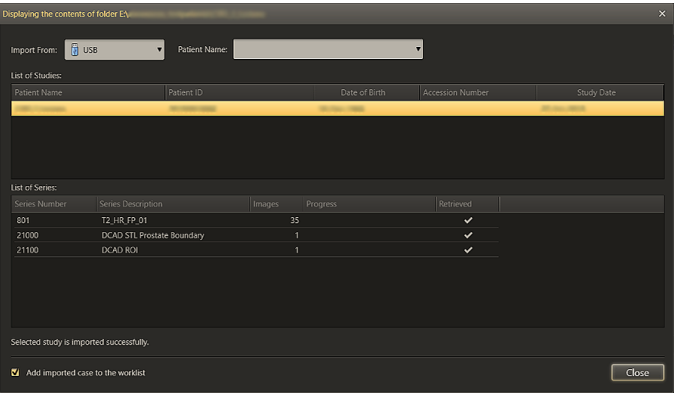 Displaying the contents of folder E:\
Import From: USB Patient Name:
List of Studies:
Patient Name Patient ID Date of Birth Accession Number Study Date
List of Series:
Series Number Series Description Images Progress Retrieved
801 T2_HR_FP_01 35
21000 DCAD STL Prostate Boundary 1
21100 DCAD ROI 1
Selected study is imported successfully.
Add imported case to the worklist Close